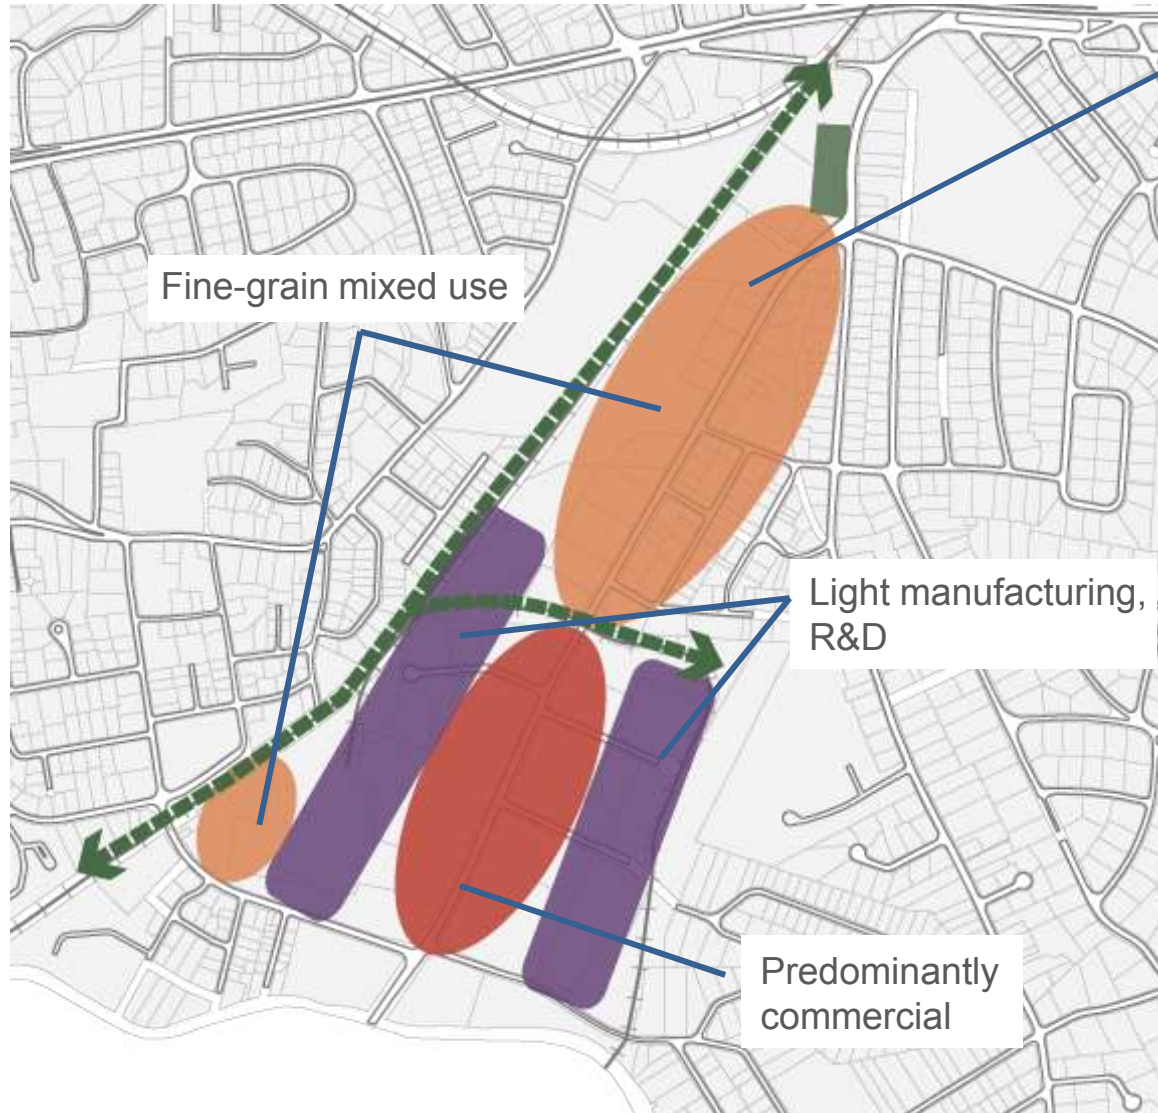 Fine-grain mixed use
Light manufacturing,
R&D
Predominantly
commercial